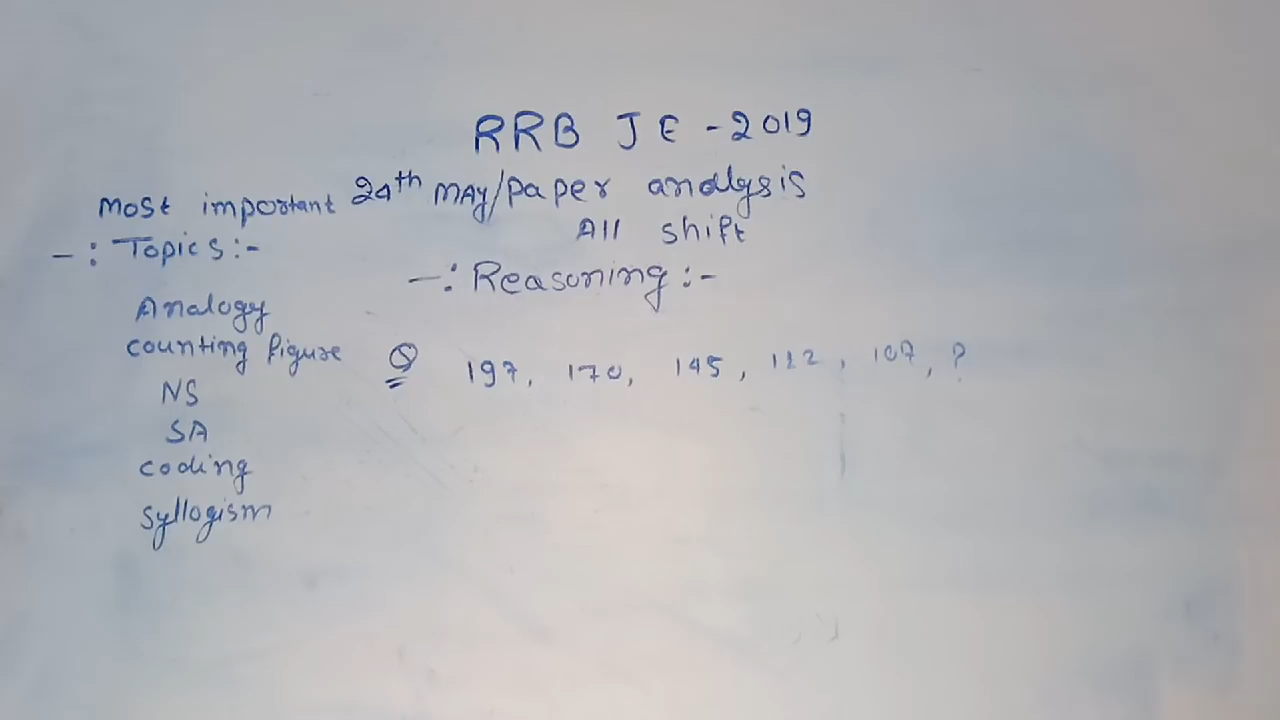 RRB JE - 2019
Most important 24th MAY/paper analysis
All shift
-: Topics :-
-: Reasoning :-
Analogy
counting figure
NS
SA
coding
syllogism
Q 197, 170, 145, 122, 107, ?